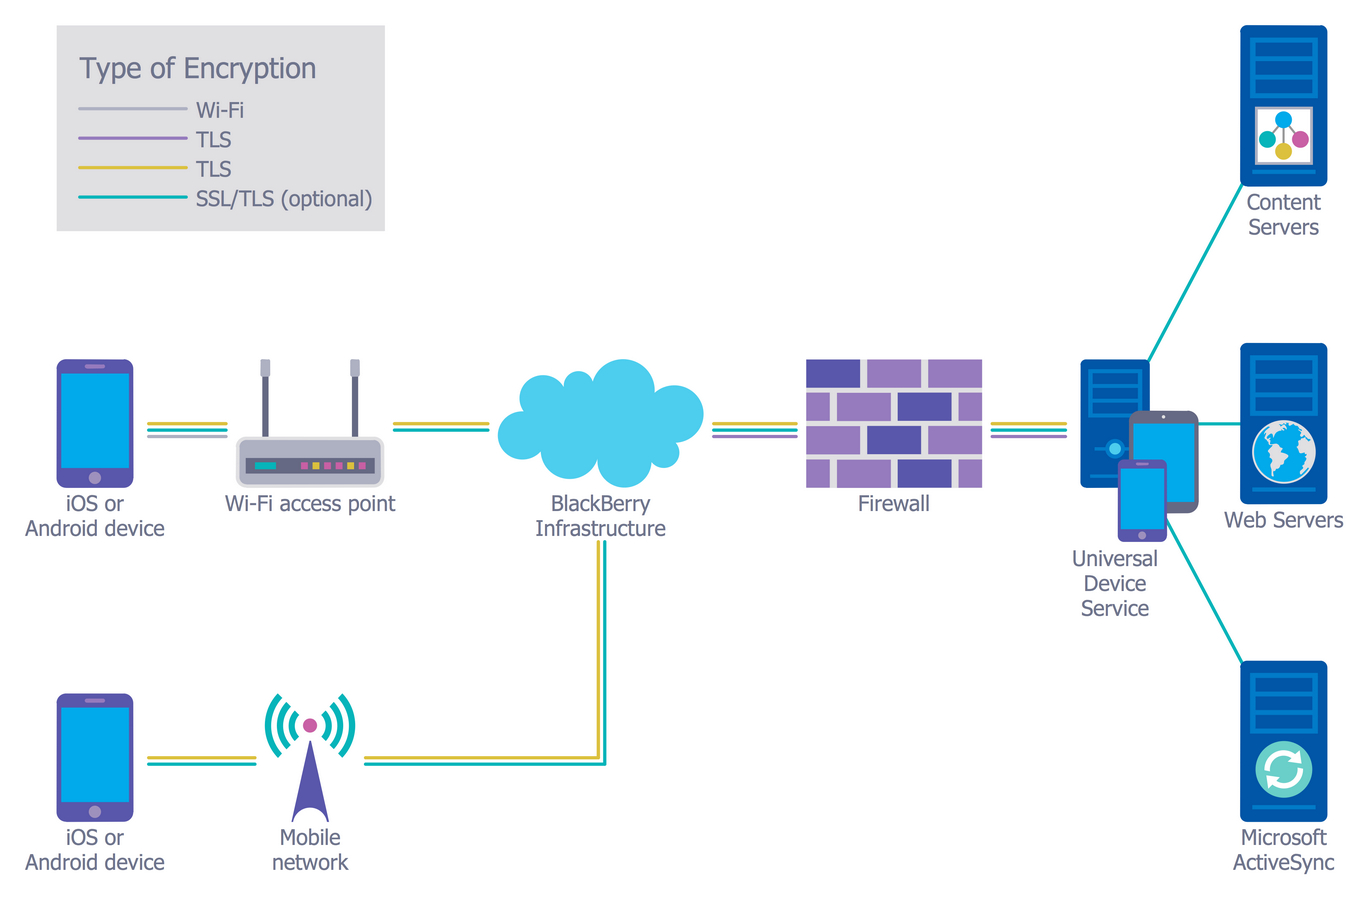 Type of Encryption
Wi-Fi
TLS
TLS
SSL/TLS (optional)
Content
Servers
iOS or
Android device
Wi-Fi access point
BlackBerry
Infrastructure
Firewall
Universal
Device
Service
Web Servers
iOS or
Android device
Mobile
network
Microsoft
ActiveSync